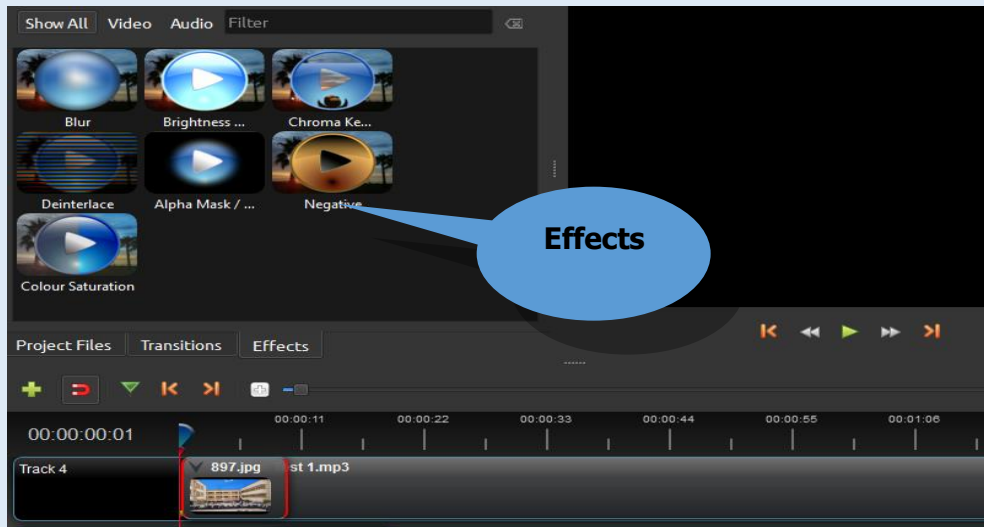 Show All Video Audio Filter
Blur Brightness ... Chroma Ke...
Deinterlace Alpha Mask / ... Negative
Effects
Colour Saturation
Project Files Transitions Effects
00:00:11 00:00:22 00:00:33 00:00:44 00:00:55 00:01:06
00:00:00:01
Track 4 897.jpg st 1.mp3